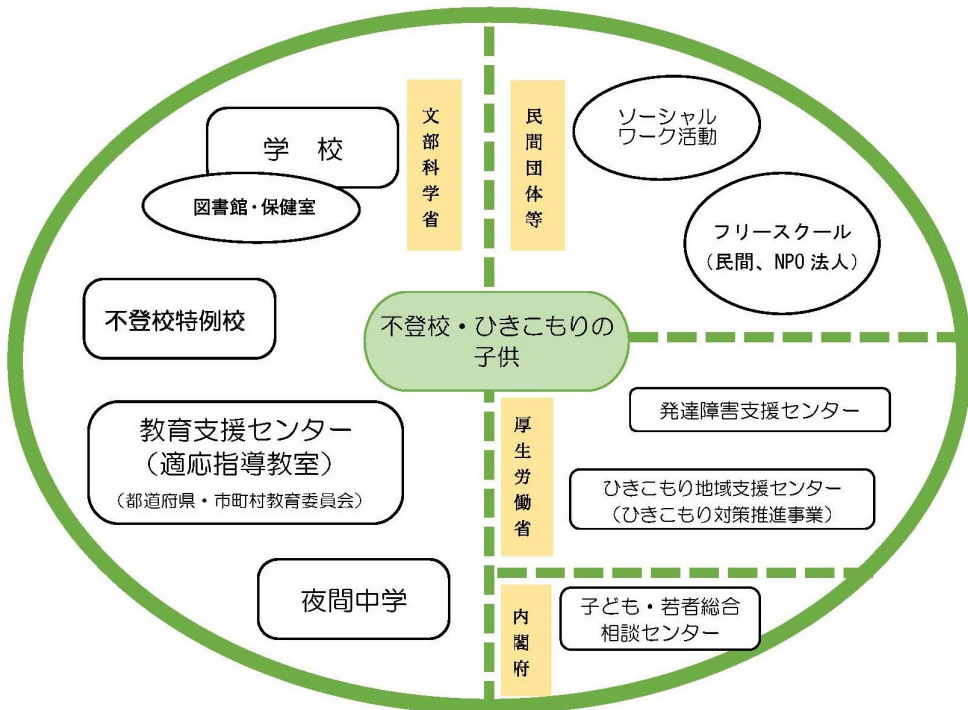 文部科学省
学　校
図書館・保健室
不登校特例校
教育支援センター
（適応指導教室）
（都道府県・市町村教育委員会）
夜間中学
民間団体等
ソーシャル
ワーク活動
フリースクール
（民間、NPO 法人）
不登校・ひきこもりの
子供
厚生労働省
発達障害支援センター
ひきこもり地域支援センター
（ひきこもり対策推進事業）
内閣府
子ども・若者総合
相談センター